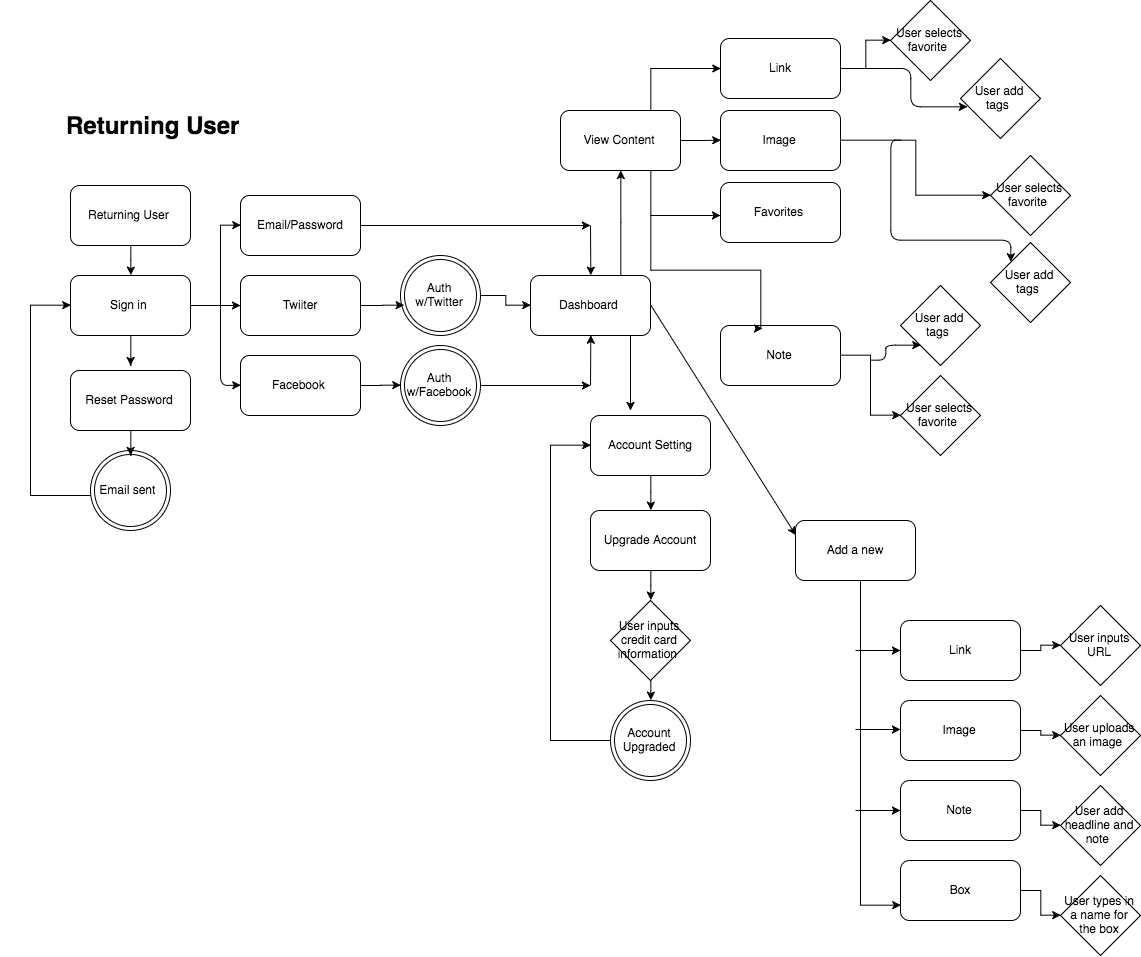 Returning User
Returning User
Sign in
Reset Password
Email sent
Email/Password
Twiiter
Facebook
Auth
w/Twitter
Auth
w/Facebook
Dashboard
View Content
Link
User selects
favorite
User add
tags
Image
User selects
favorite
User add
tags
Favorites
Note
User add
tags
User selects
favorite
Account Setting
Upgrade Account
User inputs
credit card
information
Account
Upgraded
Add a new
Link
User inputs
URL
Image
User uploads
an image
Note
User add
headline and
note
Box
User types in
a name for
the box